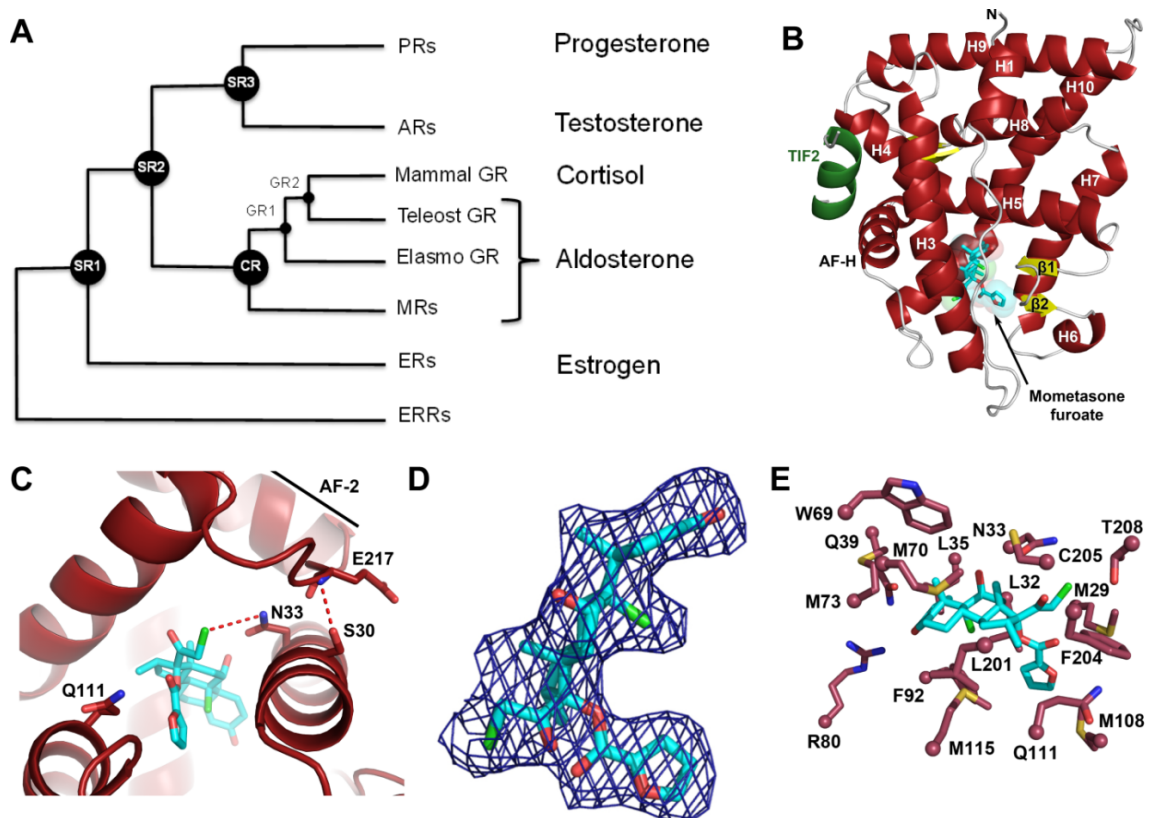 A
PRs
Progesterone
SR3
ARs
Testosterone
SR2
Mammal GR
Cortisol
GR2
GR1
Teleost GR
SR1
CR
Elasmo GR
Aldosterone
MRs
ERs
Estrogen
ERRs
B
N
H9
H1
H10
H8
TIF2
H4
H7
H5
H3
AF-H
β1
β2
H6
Mometasone
furoate
C
AF-2
E217
N33
S30
Q111
D
E
W69
N33
T208
Q39
M70
L35
C205
L32
M29
M73
L201
F204
F92
R80
M115
Q111
M108